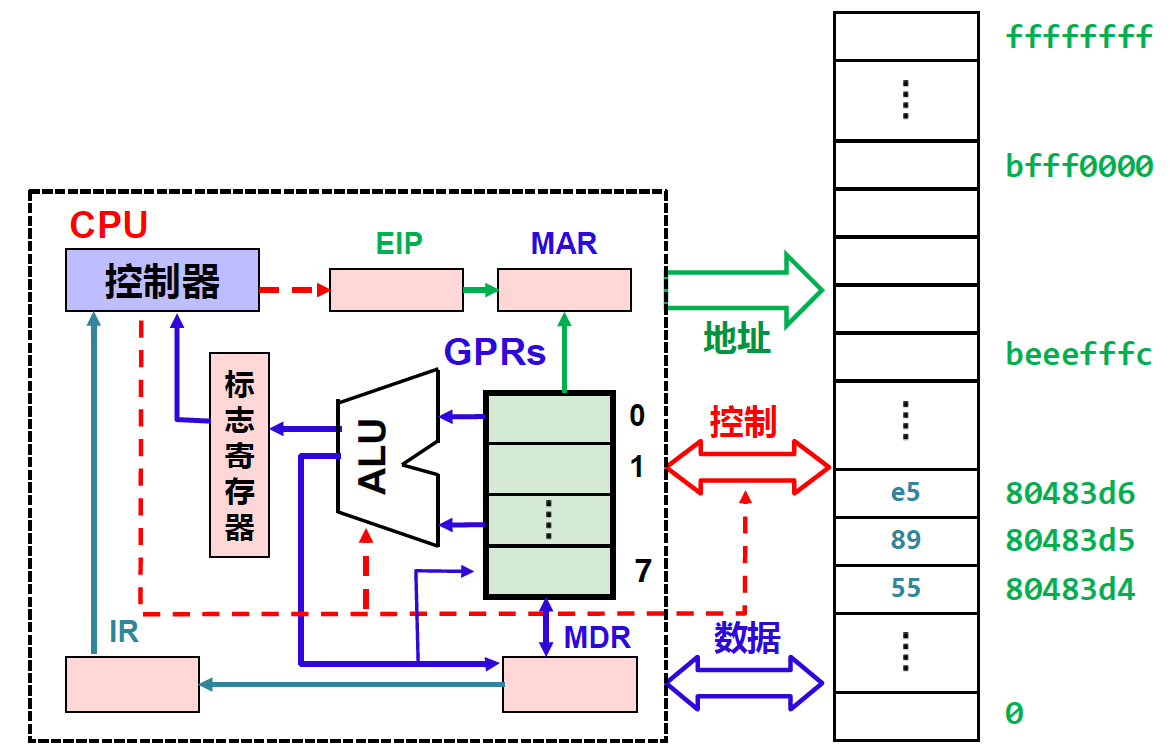 ffffffff
bfff0000
CPU
控制器
EIP
MAR
地址
GPRs
标志寄存器
ALU
0
1
7
beeefffc
控制
e5
80483d6
89
80483d5
55
80483d4
IR
MDR
数据
0